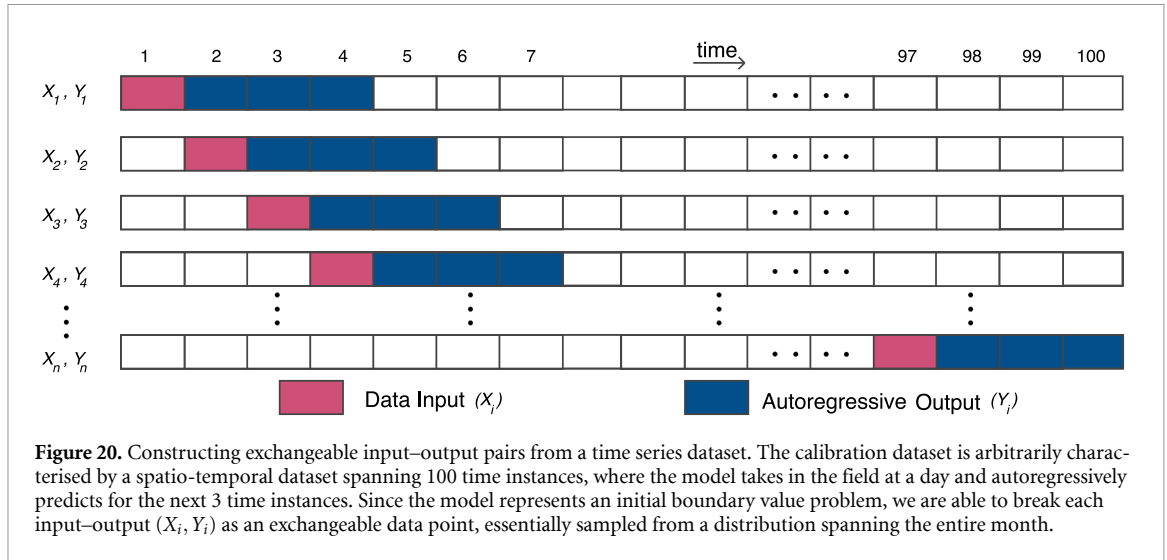 time
1 2 3 4 5 6 7 97 98 99 100
X1, Y1
X2, Y2
X3, Y3
X4, Y4
Xn, Yn
Data Input (Xi) Autoregressive Output (Yi)
Figure 20. Constructing exchangeable input–output pairs from a time series dataset. The calibration dataset is arbitrarily charac-
terised by a spatio-temporal dataset spanning 100 time instances, where the model takes in the field at a day and autoregressively
predicts for the next 3 time instances. Since the model represents an initial boundary value problem, we are able to break each
input–output (Xi, Yi) as an exchangeable data point, essentially sampled from a distribution spanning the entire month.